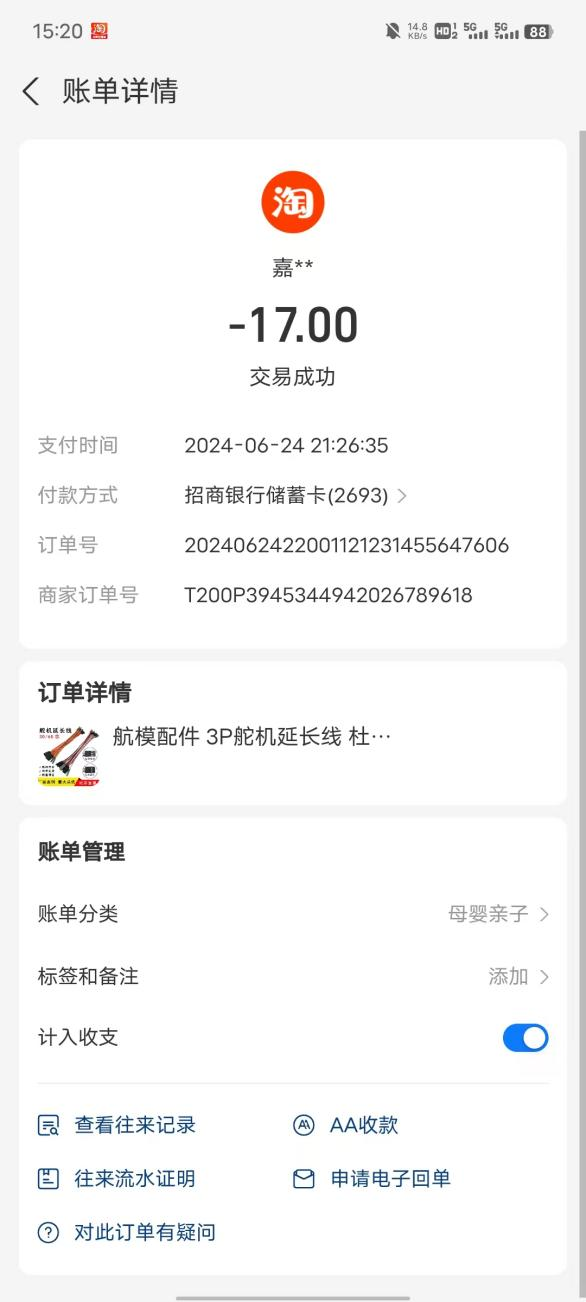 15:20 淘
14.8 KB/s HD 1 2 5G 5G 88
账单详情
淘
嘉**
-17.00
交易成功
支付时间 2024-06-24 21:26:35
付款方式 招商银行储蓄卡(2693)
订单号 2024062422001121231455647606
商家订单号 T200P3945344942026789618
订单详情
舵机延长线
航模配件 3P舵机延长线 杜…
账单管理
账单分类 母婴亲子
标签和备注 添加
计入收支
查看往来记录 AA收款
往来流水证明 申请电子回单
对此订单有疑问